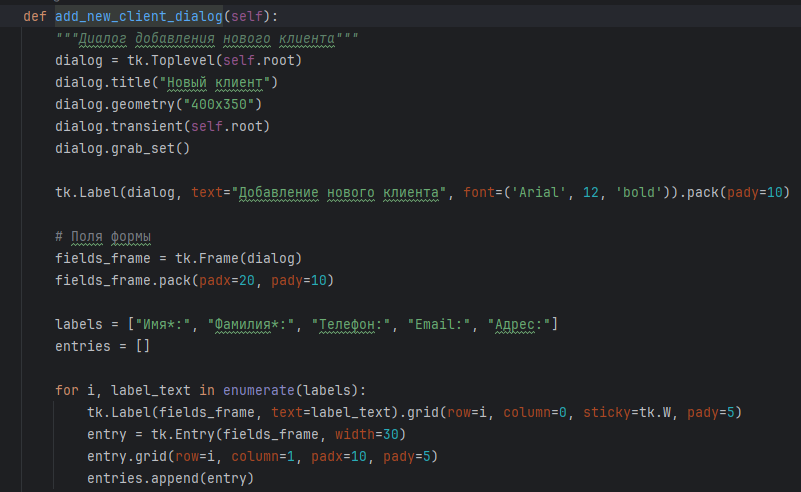 def add_new_client_dialog(self):
    """Диалог добавления нового клиента"""
    dialog = tk.Toplevel(self.root)
    dialog.title("Новый клиент")
    dialog.geometry("400x350")
    dialog.transient(self.root)
    dialog.grab_set()

    tk.Label(dialog, text="Добавление нового клиента", font=('Arial', 12, 'bold')).pack(pady=10)

    # Поля формы
    fields_frame = tk.Frame(dialog)
    fields_frame.pack(padx=20, pady=10)

    labels = ["Имя*:", "Фамилия*:", "Телефон:", "Email:", "Адрес:"]
    entries = []

    for i, label_text in enumerate(labels):
        tk.Label(fields_frame, text=label_text).grid(row=i, column=0, sticky=tk.W, pady=5)
        entry = tk.Entry(fields_frame, width=30)
        entry.grid(row=i, column=1, padx=10, pady=5)
        entries.append(entry)